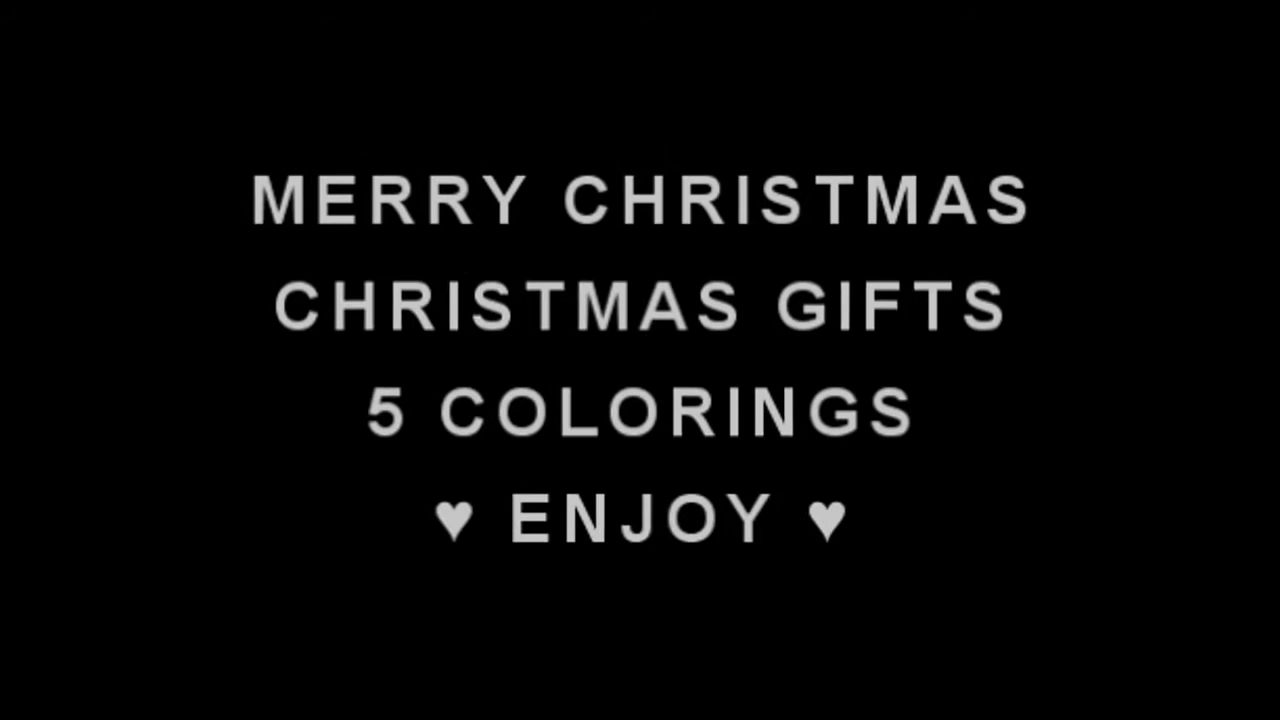 MERRY CHRISTMAS
CHRISTMAS GIFTS
5 COLORINGS
♥ ENJOY ♥